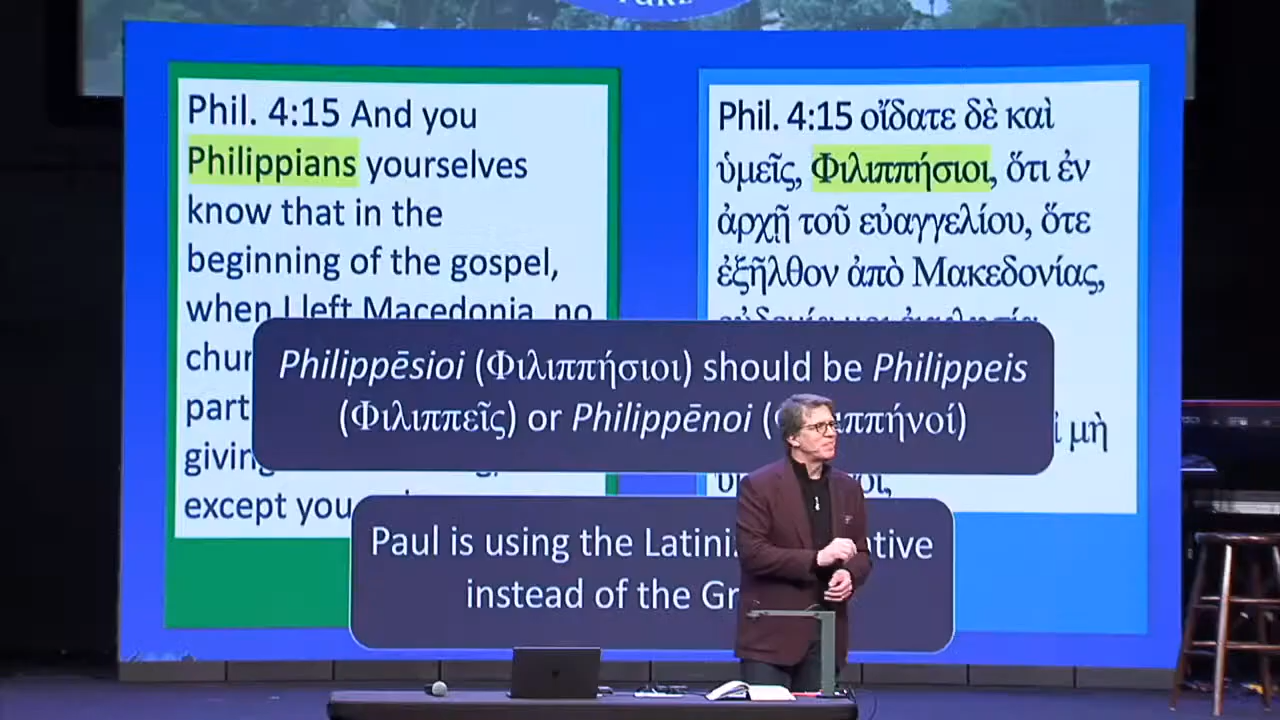 Phil. 4:15 And you
Philippians yourselves
know that in the
beginning of the gospel,
when I left Macedonia, no
part
giving
except you
Phil. 4:15 οἴδατε δὲ καὶ
ὑμεῖς, Φιλιππήσιοι, ὅτι ἐν
ἀρχῇ τοῦ εὐαγγελίου, ὅτε
ἐξῆλθον ἀπὸ Μακεδονίας,
μὴ
Philippēsioi (Φιλιππήσιοι) should be Philippeis
(Φιλιππεῖς) or Philippēnoi
Paul is using the
instead of the